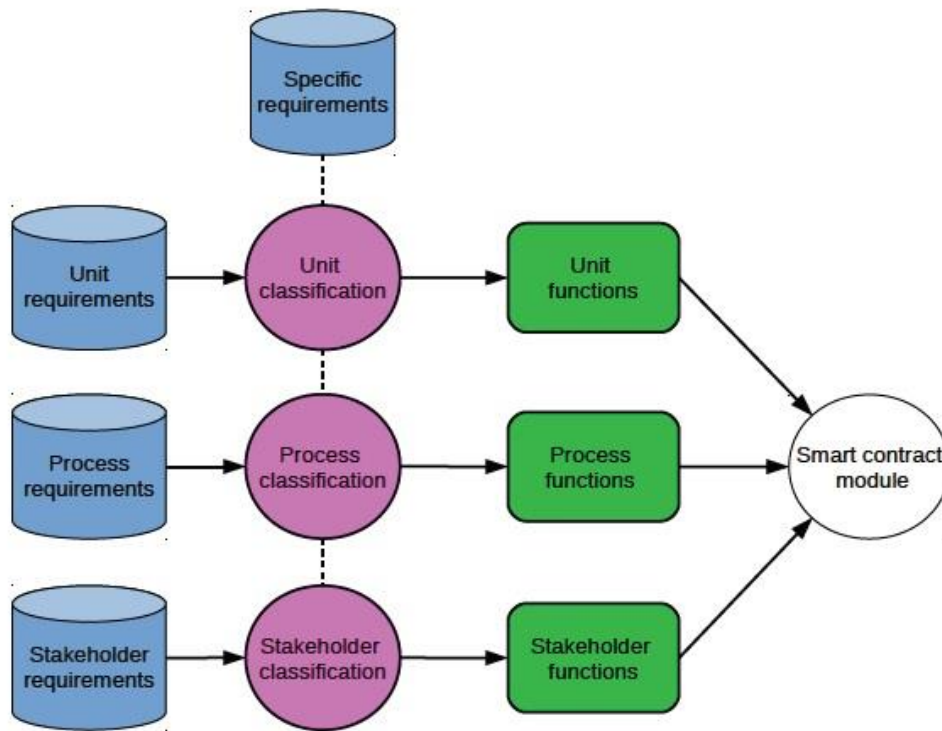 Specific
requirements
Unit
requirements
Unit
classification
Unit
functions
Process
requirements
Process
classification
Process
functions
Smart contract
module
Stakeholder
requirements
Stakeholder
classification
Stakeholder
functions